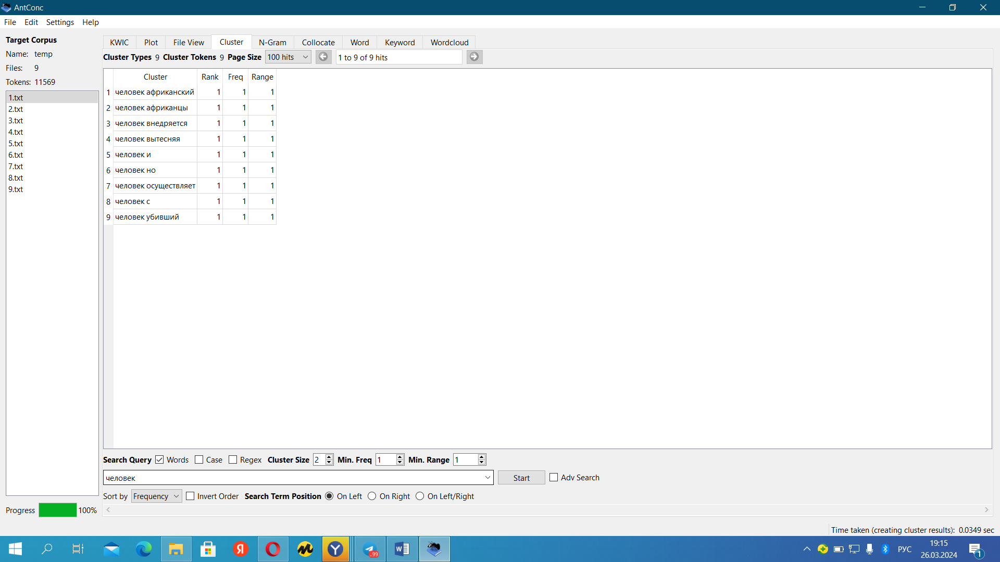 AntConc
File Edit Settings Help
Target Corpus
Name: temp
Files: 9
Tokens: 11569
1.txt
2.txt
3.txt
4.txt
5.txt
6.txt
7.txt
8.txt
9.txt
Progress 100%
KWIC Plot File View Cluster N-Gram Collocate Word Keyword Wordcloud
Cluster Types 9 Cluster Tokens 9 Page Size 100 hits 1 to 9 of 9 hits
Cluster Rank Freq Range
1 человек африканский 1 1 1
2 человек африканцы 1 1 1
3 человек внедряется 1 1 1
4 человек вытесняя 1 1 1
5 человек и 1 1 1
6 человек но 1 1 1
7 человек осуществляет 1 1 1
8 человек с 1 1 1
9 человек убивший 1 1 1
Search Query Words Case Regex Cluster Size 2 Min. Freq 1 Min. Range 1
человек Start Adv Search
Sort by Frequency Invert Order Search Term Position On Left On Right On Left/Right
Time taken (creating cluster results): 0.0349 sec
Я
Y
..99
W
РУС
19:15
26.03.2024
1